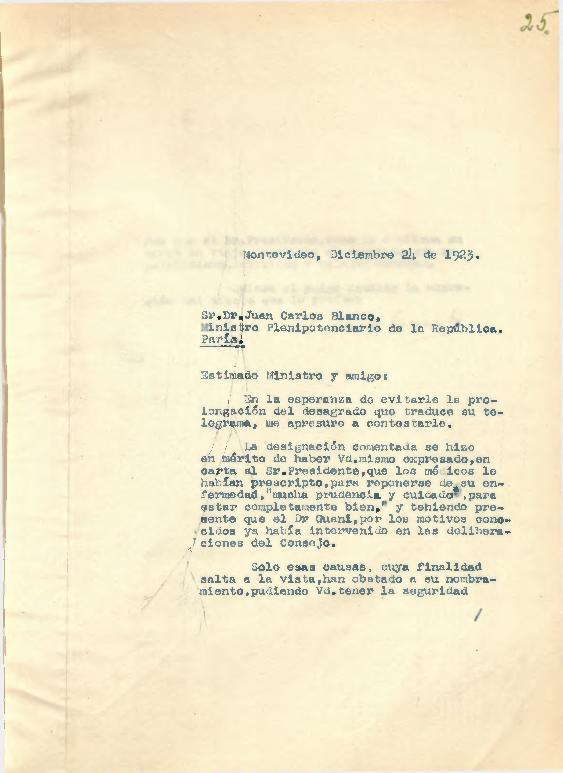 25.
Montevideo, Diciembre 24 de 1923.
Sr.Dr.Juan Carlos Blanco,
Ministro Plenipotenciario de la República.
París.
Estimado Ministro y amigo:
En la esperanza de evitarle la pro-
longación del desagrado que traduce su te-
legrama, me apresuro a contestarle.
La designación comentada se hizo
en mérito de haber Vd.mismo expresado,en
carta al Sr.Presidente,que los médicos le
habían prescripto,para reponerse de su en-
fermedad,"mucha prudencia y cuidado",para
estar completamente bien," y teniendo pre-
sente que el Dr Guani,por los motivos cono-
cidos ya había intervenido en las delibera-
ciones del Consejo.
Solo esas causas, cuya finalidad
salta a la vista,han obstado a su nombra-
miento,pudiendo Vd.tener la seguridad